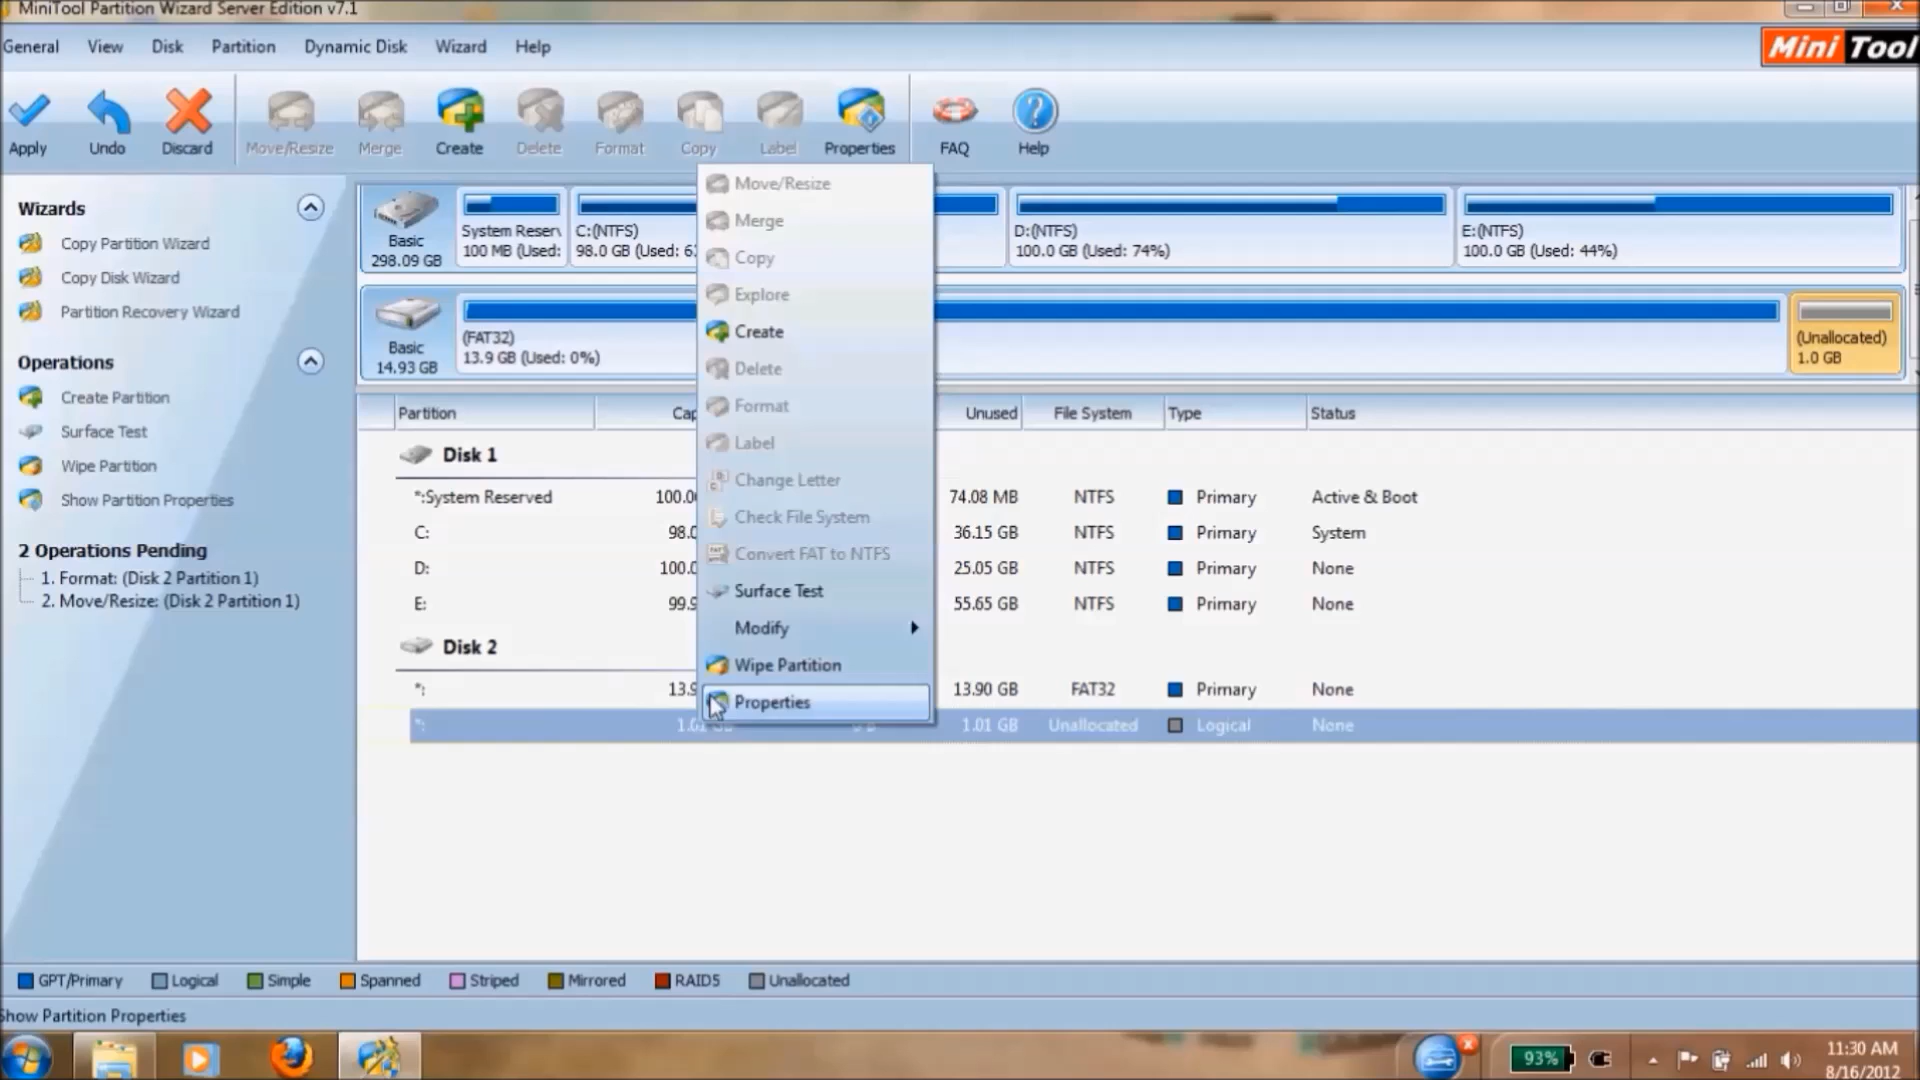 MiniTool Partition Wizard Server Edition v7.1
General View Disk Partition Dynamic Disk Wizard Help
Mini Tool
Apply Undo Discard Move/Resize Merge Create Delete Format Copy Label Properties FAQ Help
Wizards
Copy Partition Wizard
Copy Disk Wizard
Partition Recovery Wizard
Operations
Create Partition
Surface Test
Wipe Partition
Show Partition Properties
2 Operations Pending
1. Format: (Disk 2 Partition 1)
2. Move/Resize: (Disk 2 Partition 1)
Basic
298.09 GB
System Reserv
100 MB (Used:
C:(NTFS)
98.0 GB (Used:
D:(NTFS)
100.0 GB (Used: 74%)
E:(NTFS)
100.0 GB (Used: 44%)
Basic
14.93 GB
(FAT32)
13.9 GB (Used: 0%)
(Unallocated)
1.0 GB
Move/Resize
Merge
Copy
Explore
Create
Delete
Format
Label
Change Letter
Check File System
Convert FAT to NTFS
Surface Test
Modify
Wipe Partition
Properties
Partition Cap Unused File System Type Status
Disk 1
*:System Reserved 100.0 74.08 MB NTFS Primary Active & Boot
C: 98.0 36.15 GB NTFS Primary System
D: 100.0 25.05 GB NTFS Primary None
E: 99.9 55.65 GB NTFS Primary None
Disk 2
*: 13.9 13.90 GB FAT32 Primary None
*: 1.01 GB 0 B 1.01 GB Unallocated Logical None
GPT/Primary Logical Simple Spanned Striped Mirrored RAID5 Unallocated
Show Partition Properties
93%
11:30 AM
8/16/2012